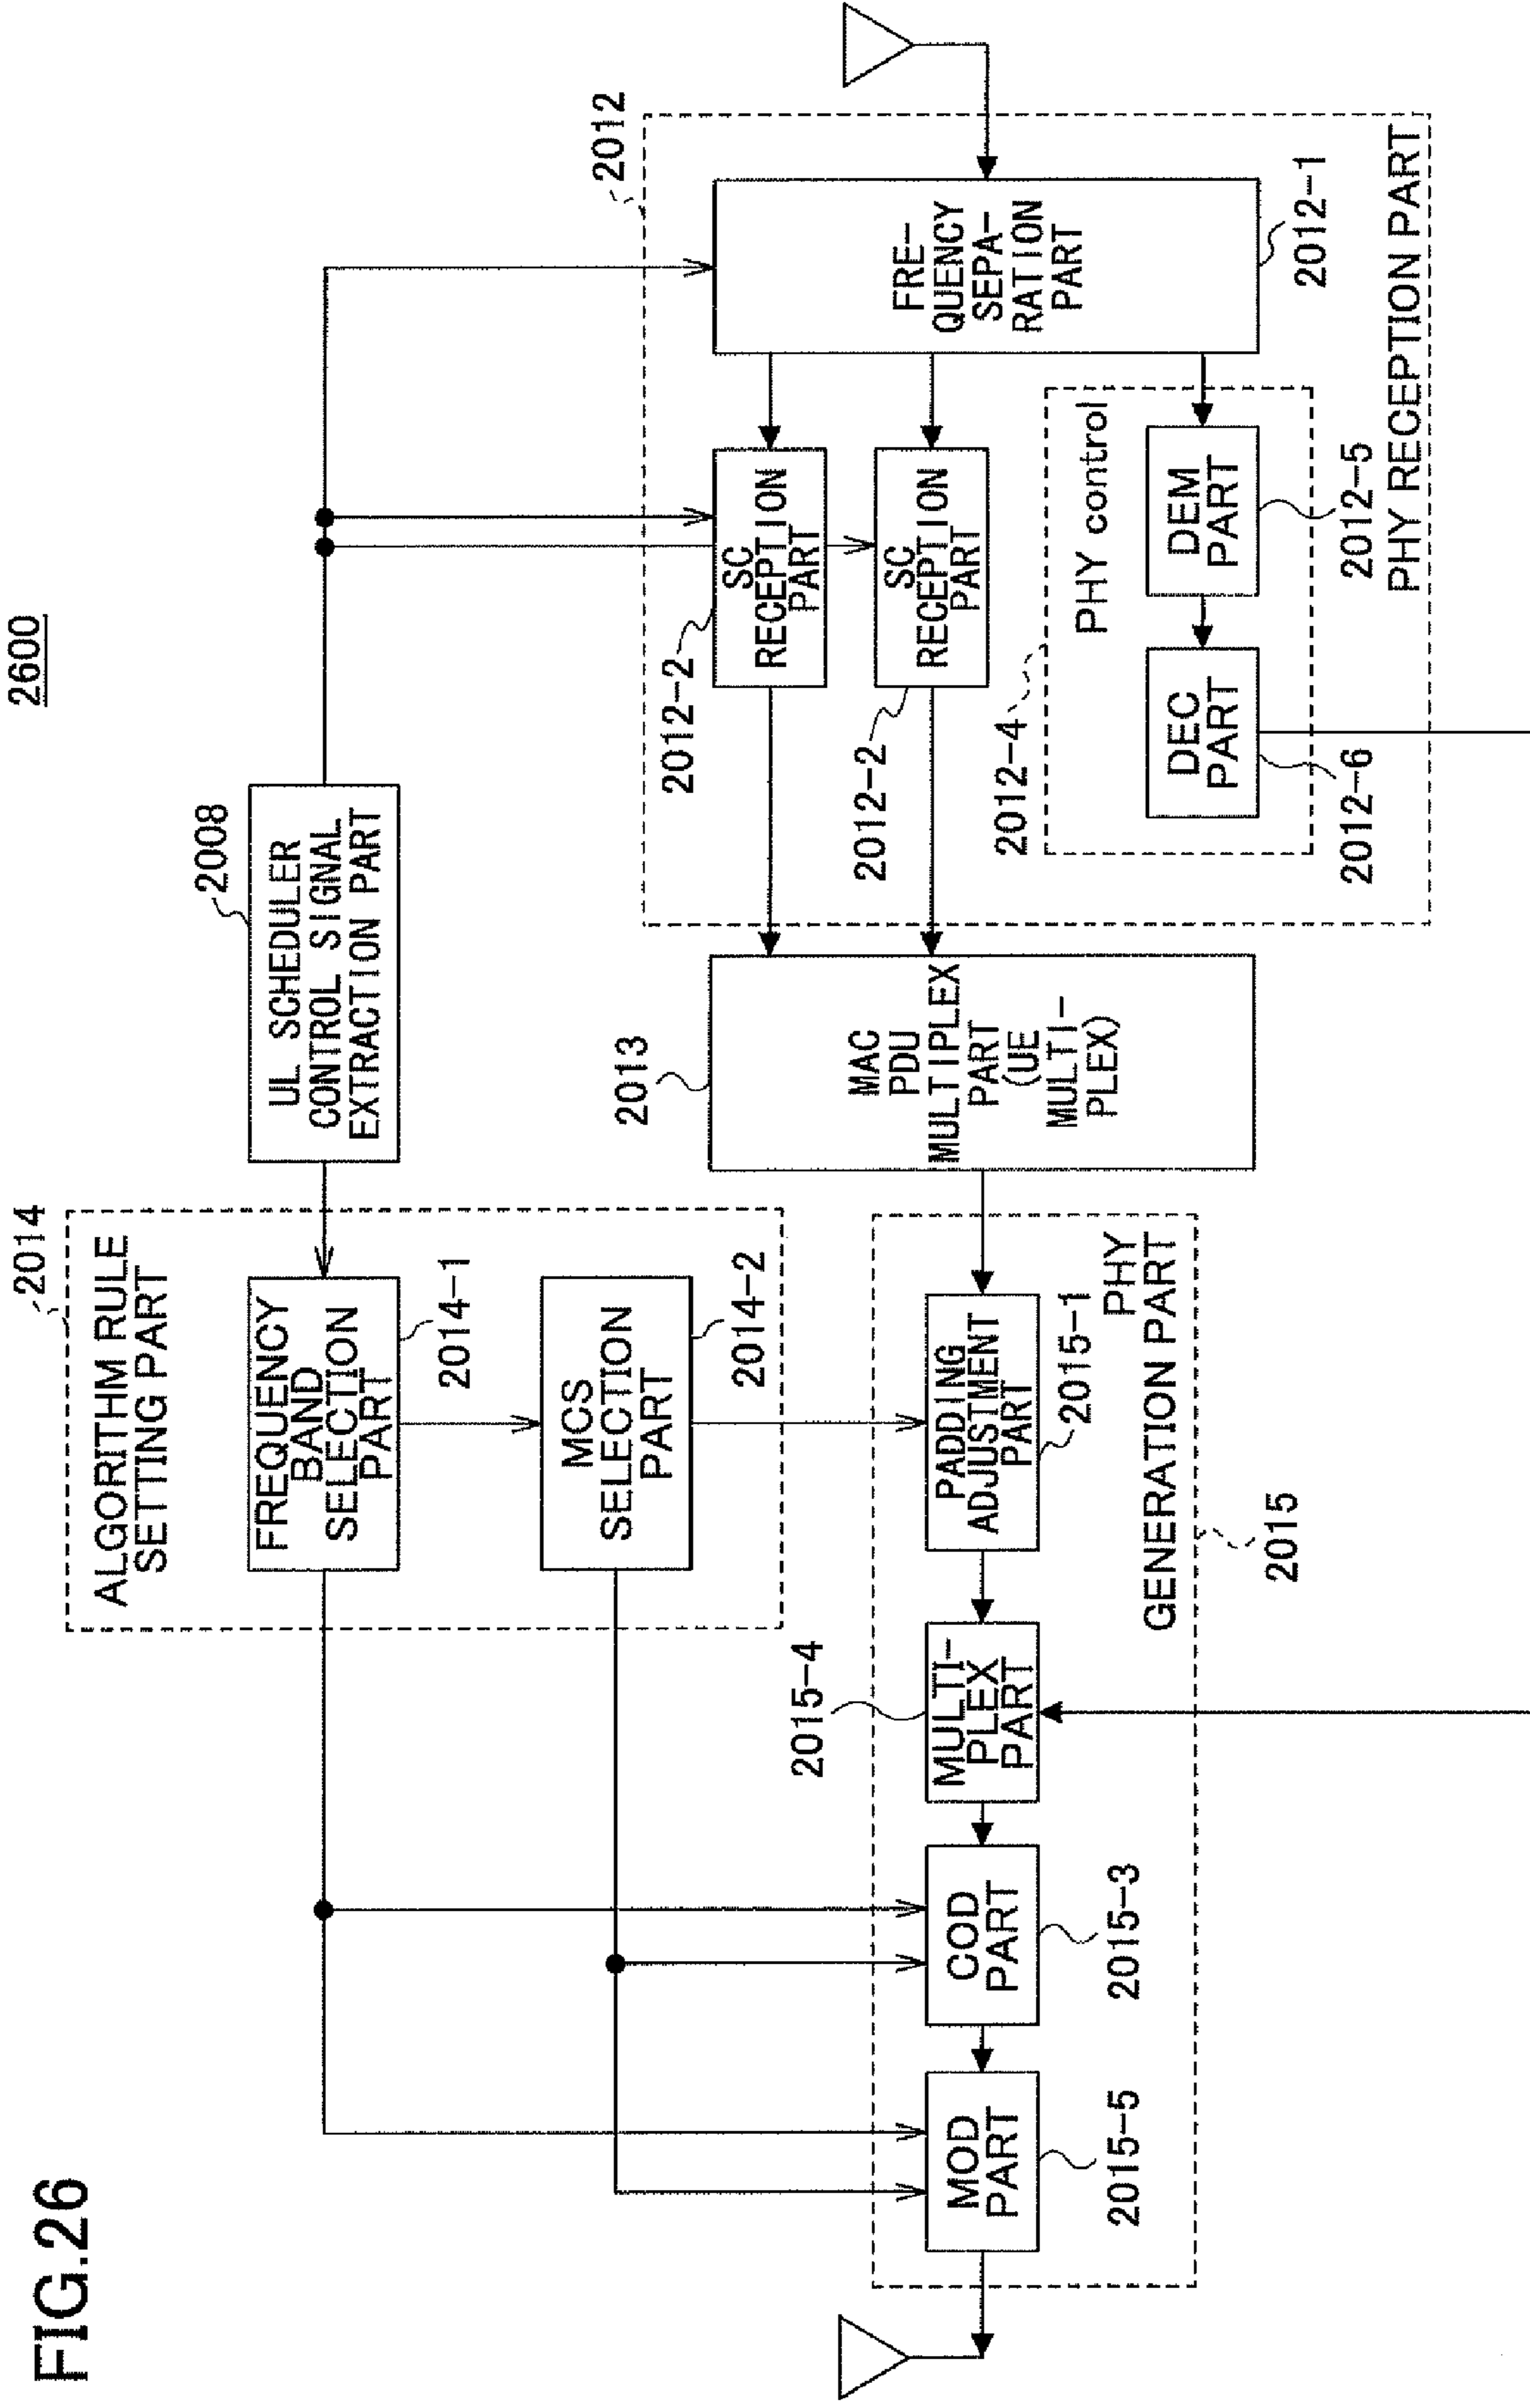 FIG.26
2600
2014
ALGORITHM RULE
SETTING PART
FREQUENCY
BAND
SELECTION
PART
2014-1
MCS
SELECTION
PART
2014-2
2008
UL SCHEDULER
CONTROL SIGNAL
EXTRACTION PART
2012
FRE-
QUENCY
SEPA-
RATION
PART
2012-1
SC
RECEPTION
PART
2012-2
SC
RECEPTION
PART
2012-2
2012-4
PHY control
DEM
PART
2012-5
DEC
PART
2012-6
PHY RECEPTION PART
2013
MAC
PDU
MULTIPLEX
PART
(UE
MULTI-
PLEX)
PADDING
ADJUSTMENT
PART
2015-1
2015-4
MULTI-
PLEX
PART
COD
PART
2015-3
MOD
PART
2015-5
PHY
GENERATION PART
2015